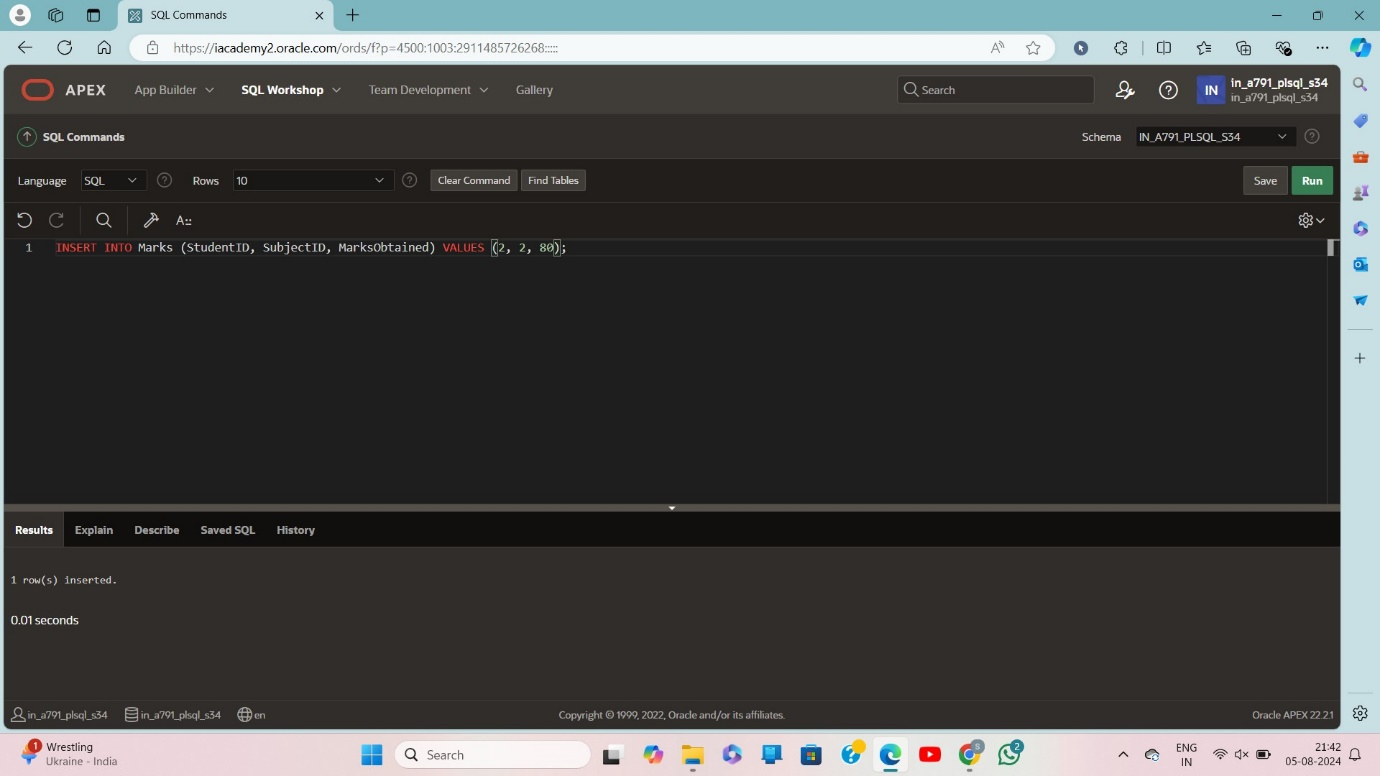 SQL Commands
https://iacademy2.oracle.com/ords/f?p=4500:1003:2911485726268:::::
APEX App Builder SQL Workshop Team Development Gallery Search IN in_a791_plsql_s34
in_a791_plsql_s34
SQL Commands Schema IN_A791_PLSQL_S34
Language SQL Rows 10 Clear Command Find Tables Save Run
A::
1 INSERT INTO Marks (StudentID, SubjectID, MarksObtained) VALUES (2, 2, 80);
Results Explain Describe Saved SQL History
1 row(s) inserted.
0.01 seconds
in_a791_plsql_s34 in_a791_plsql_s34 en Copyright © 1999, 2022, Oracle and/or its affiliates. Oracle APEX 22.2.1
1 Wrestling
Ukraine - India
Search
S
2
ENG
IN
21:42
05-08-2024